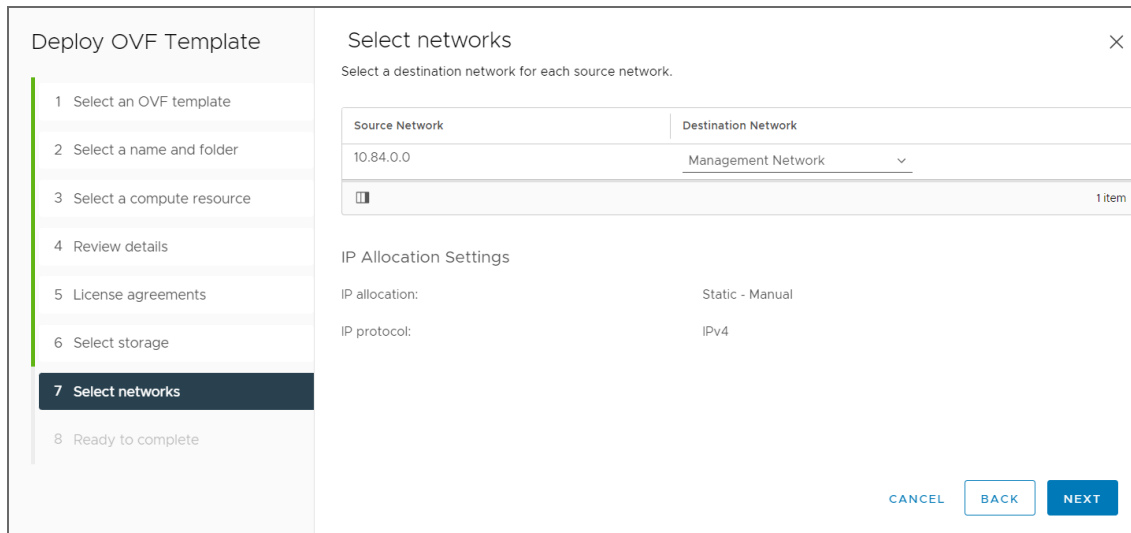 Deploy OVF Template
1 Select an OVF template
2 Select a name and folder
3 Select a compute resource
4 Review details
5 License agreements
6 Select storage
7 Select networks
8 Ready to complete
Select networks
Select a destination network for each source network.
Source Network Destination Network
10.84.0.0 Management Network
1 item
IP Allocation Settings
IP allocation: Static - Manual
IP protocol: IPv4
CANCEL BACK NEXT